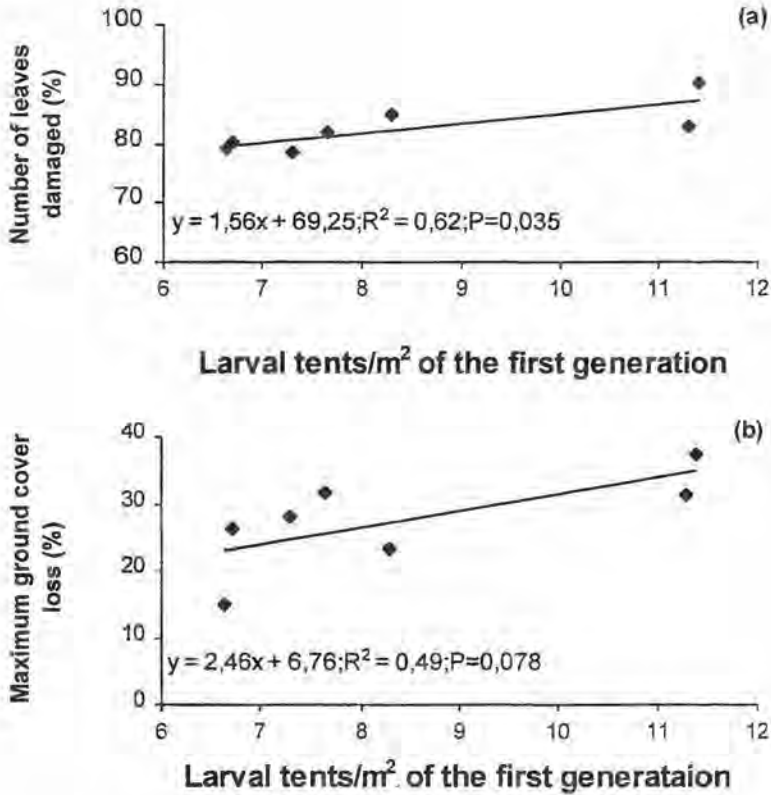 (a)
Number of leaves
damaged (%)
100
90
80
70
60
y = 1,56x + 69,25;R² = 0,62;P=0,035
6 7 8 9 10 11 12
Larval tents/m² of the first generation
(b)
Maximum ground cover
loss (%)
40
30
20
10
0
y = 2,46x + 6,76;R² = 0,49;P=0,078
6 7 8 9 10 11 12
Larval tents/m² of the first generataion